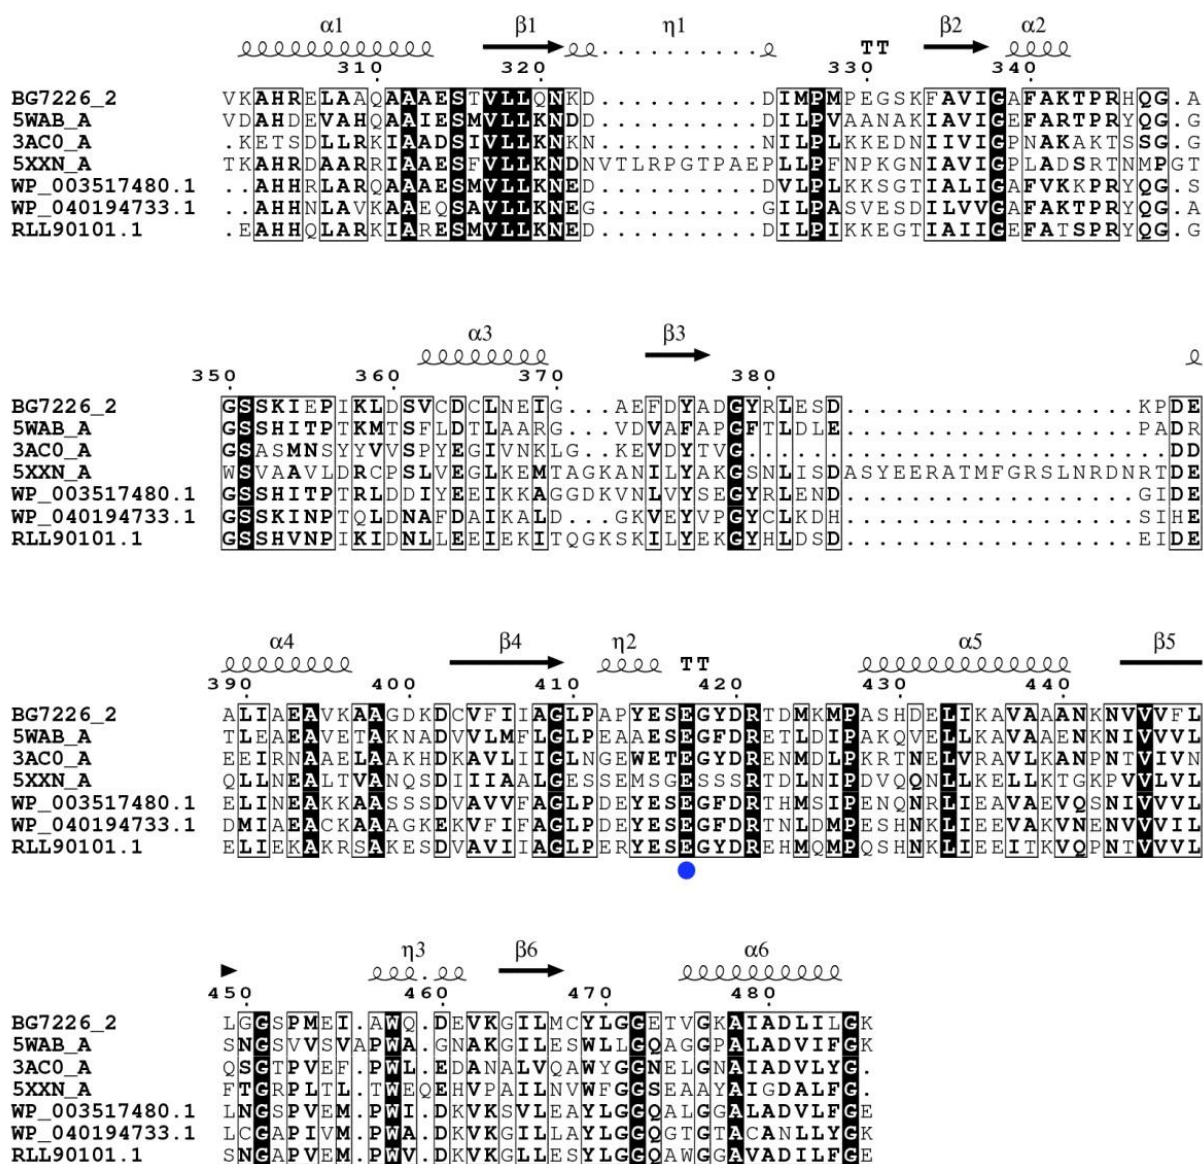 α1 β1 η1 TT β2 α2
310 320 330 340
BG7226_2 VKAHRELAAQAAAESTVLLQNKD..........DIMPMPEGSKFAVIGAFAKTPRHQG.A
5WAB_A VDAHDEVAHQAAIESMVLLKNDD..........DILPVAANAKIAVIGEFARTPRYQG.G
3AC0_A .KETSDLLRKIAADSIVLLKNKN..........NILPLKKEDNIIVIGPNAKAKTSSG.G
5XXN_A TKAHRDAARRIAAESFVLLKNDNVTLRPGTPAEPLLPFNPKGNIAVIGPLADSRTNMPGT
WP_003517480.1 ..AHHRLARQAAAESMVLLKNED..........DVLPLKKSGTIALIGAFVKKPRYQG.S
WP_040194733.1 ..AHHNLAVKAAEQSAVLLKNEG..........GILPASVESDILVVGAFAKTPRYQG.A
RLL90101.1 .EAHHQLARKIARESMVLLKNED..........DILPIKKEGTIAIIGEFATSPRYQG.G
α3 β3
350 360 370 380
BG7226_2 GSSKIEPIKLDSVCDCLNEIG...AEFDYADGYRLESD..................KPDE
5WAB_A GSSHITPTKMTSFLDTLAARG...VDVAFAPGFTLDLE..................PADR
3AC0_A GSASMNSYYVVSPYEGIVNKLG..KEVDYTVG.........................DD
5XXN_A WSVAAVLDRCPSLVEGLKEMTAGKANILYAKGSNLISDASYEERATMFGRSLNRDNRTDE
WP_003517480.1 GSSHITPTRLDDIYEEIKKAGGDKVNLVYSEGYRLEND..................GIDE
WP_040194733.1 GSSKINPTQLDNAFDAIKALD...GKVEYVPGYCLKDH..................SIHE
RLL90101.1 GSSHVNPIKIDNLLEEIEKITQGKSKILYEKGYHLDSD..................EIDE
α4 β4 η2 TT α5 β5
390 400 410 420 430 440
BG7226_2 ALIAEAVKAAGDKDCVFIIAGLPAPYESEGYDRTDMKMPASHDELIKAVAAANKNVVVFL
5WAB_A TLEAEAVETAKNADVVLMFLGLPEAAESEGFDRETLDIPAKQVELLKAVAAENKNIVVVL
3AC0_A EEIRNAAELAAKHDKAVLIIGLNGEWETEGYDRENMDLPKRTNELVRAVLKANPNTVIVN
5XXN_A QLLNEALTVANQSDIIIAALGESSEMSGESSSRTDLNIPDVQQNLLKELLKTGKPVVLVL
WP_003517480.1 ELINEAKKAASSSDVAVVFAGLPDEYESEGFDRTHMSIPENQNRLIEAVAEVQSNIVVVL
WP_040194733.1 DMIAEACKAAAGKEKVFIFAGLPDEYESEGFDRTNLDMPESHNKLIEEVAKVNENVVVIL
RLL90101.1 ELIEKAKRSAKESDVAVIIAGLPERYESEGYDREHMQMPQSHNKLIEEITKVQPNTVVVL
η3 β6 α6
450 460 470 480
BG7226_2 LGGSPMEI.AWQ.DEVKGILMCYLGGETVGKAIADLILGK
5WAB_A SNGSVVSVAPWA.GNAKGILESWLLGQAGGPALADVIFGK
3AC0_A QSGTPVEF.PWL.EDANALVQAWYGGNELGNAIADVLYG.
5XXN_A FTGRPLTL.TWEQEHVPAILNVWFGGSEAAYAIGDALFG.
WP_003517480.1 LNGSPVEM.PWI.DKVKSVLEAYLGGQALGGALADVLFGE
WP_040194733.1 LCGAPIVM.PWA.DKVKGILLAYLGGQGTGTACANLLYGK
RLL90101.1 SNGAPVEM.PWV.DKVKGLLESYLGGQAWGGAVADILFGE